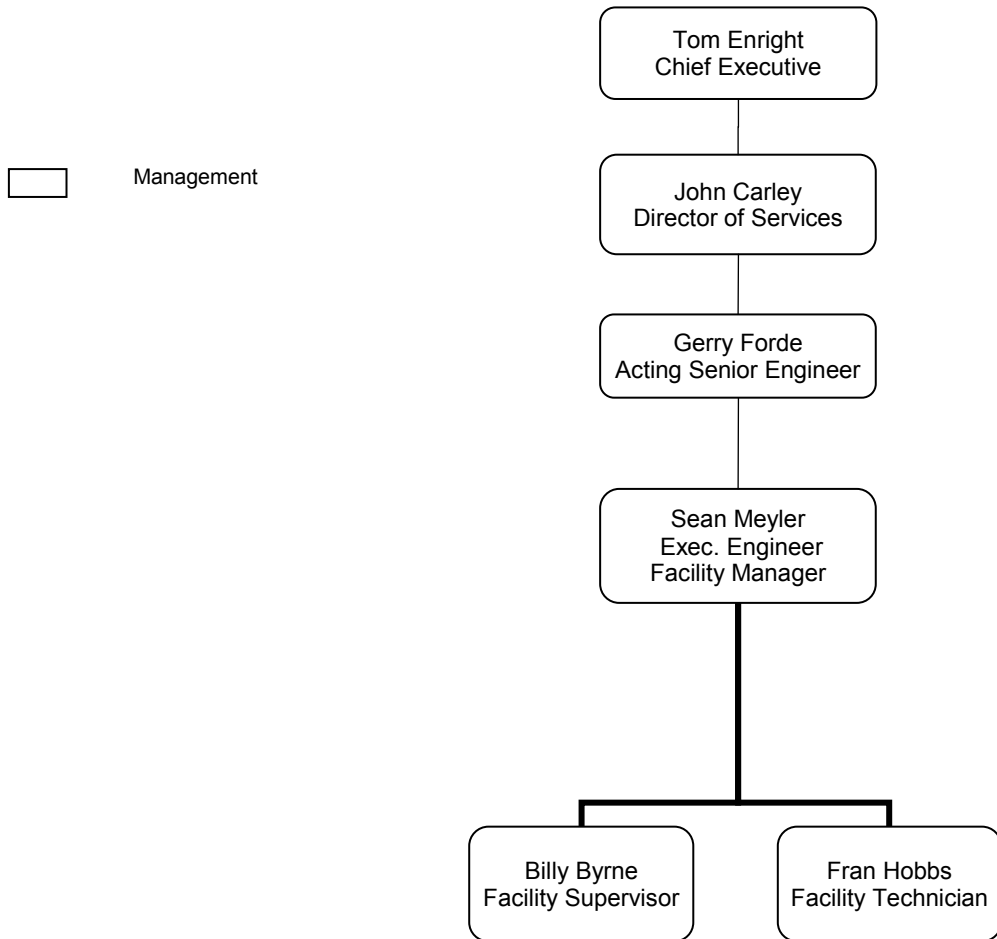 Tom Enright
Chief Executive
Management
John Carley
Director of Services
Gerry Forde
Acting Senior Engineer
Sean Meyler
Exec. Engineer
Facility Manager
Billy Byrne
Facility Supervisor
Fran Hobbs
Facility Technician